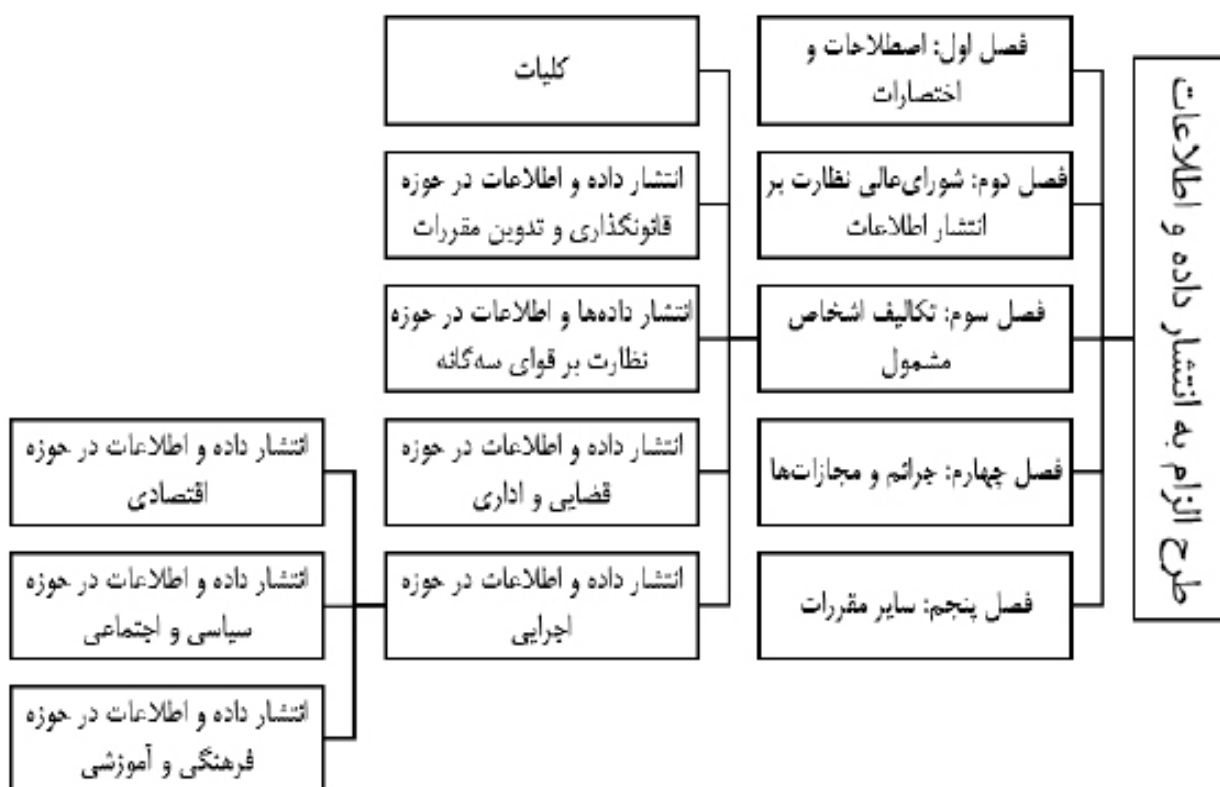 طرح الزام به انتشار داده و اطلاعات
فصل اول: اصطلاحات و
اختصارات
فصل دوم: شورای‌عالی نظارت بر
انتشار اطلاعات
فصل سوم: تکالیف اشخاص
مشمول
فصل چهارم: جرائم و مجازات‌ها
فصل پنجم: سایر مقررات
کلیات
انتشار داده و اطلاعات در حوزه
قانونگذاری و تدوین مقررات
انتشار داده‌ها و اطلاعات در حوزه
نظارت بر قوای سه‌گانه
انتشار داده و اطلاعات در حوزه
قضایی و اداری
انتشار داده و اطلاعات در حوزه
اجرایی
انتشار داده و اطلاعات در حوزه
اقتصادی
انتشار داده و اطلاعات در حوزه
سیاسی و اجتماعی
انتشار داده و اطلاعات در حوزه
فرهنگی و آموزشی